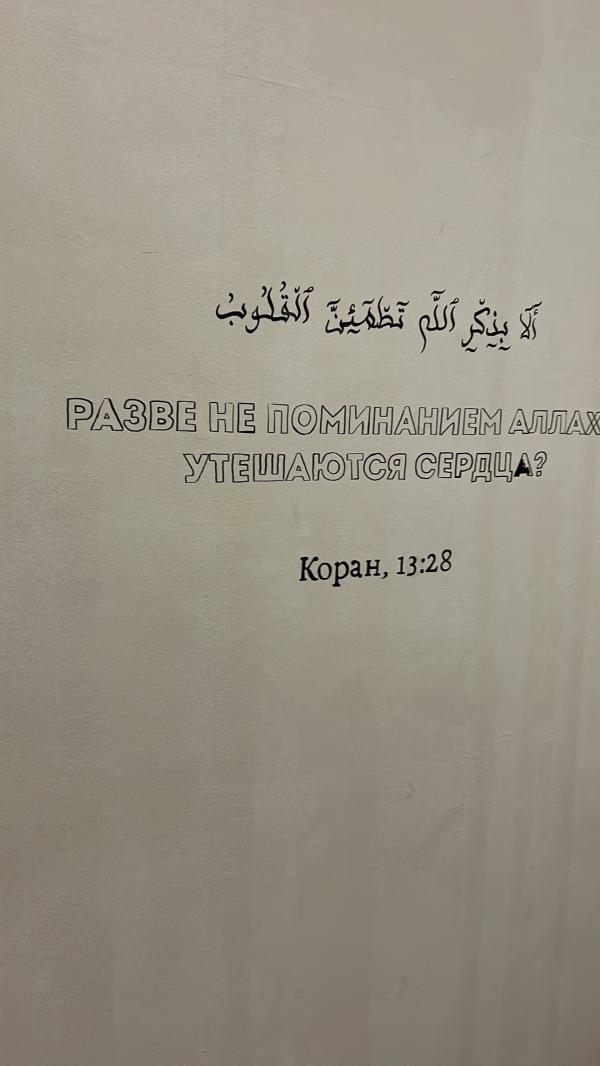 أَلَا بِذِكْرِ ٱللَّهِ تَطْمَئِنُّ ٱلْقُلُوبُ
РАЗВЕ НЕ ПОМИНАНИЕМ АЛЛАХ
УТЕШАЮТСЯ СЕРДЦА?
Коран, 13:28